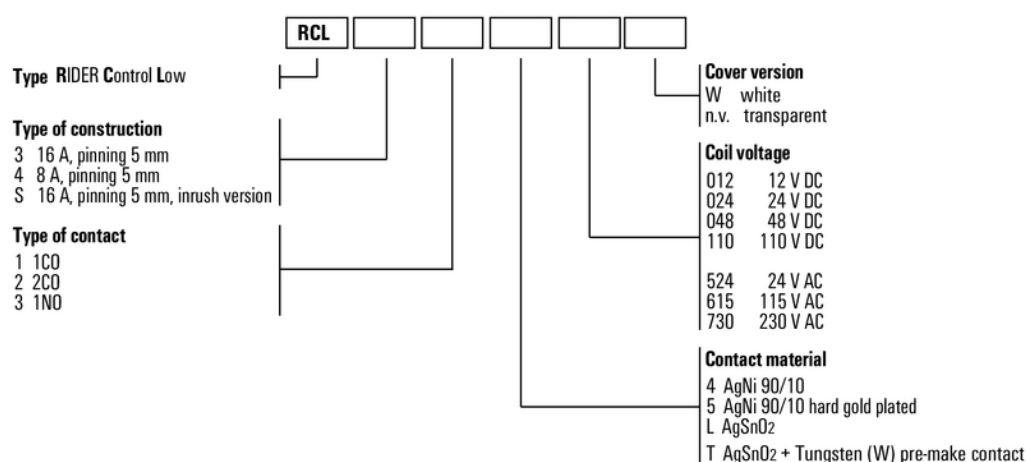 RCL
Type RIDER Control Low
Type of construction
3 16 A, pinning 5 mm
4 8 A, pinning 5 mm
S 16 A, pinning 5 mm, inrush version
Type of contact
1 1CO
2 2CO
3 1NO
Cover version
W white
n.v. transparent
Coil voltage
012 12 V DC
024 24 V DC
048 48 V DC
110 110 V DC
524 24 V AC
615 115 V AC
730 230 V AC
Contact material
4 AgNi 90/10
5 AgNi 90/10 hard gold plated
L AgSnO2
T AgSnO2 + Tungsten (W) pre-make contact